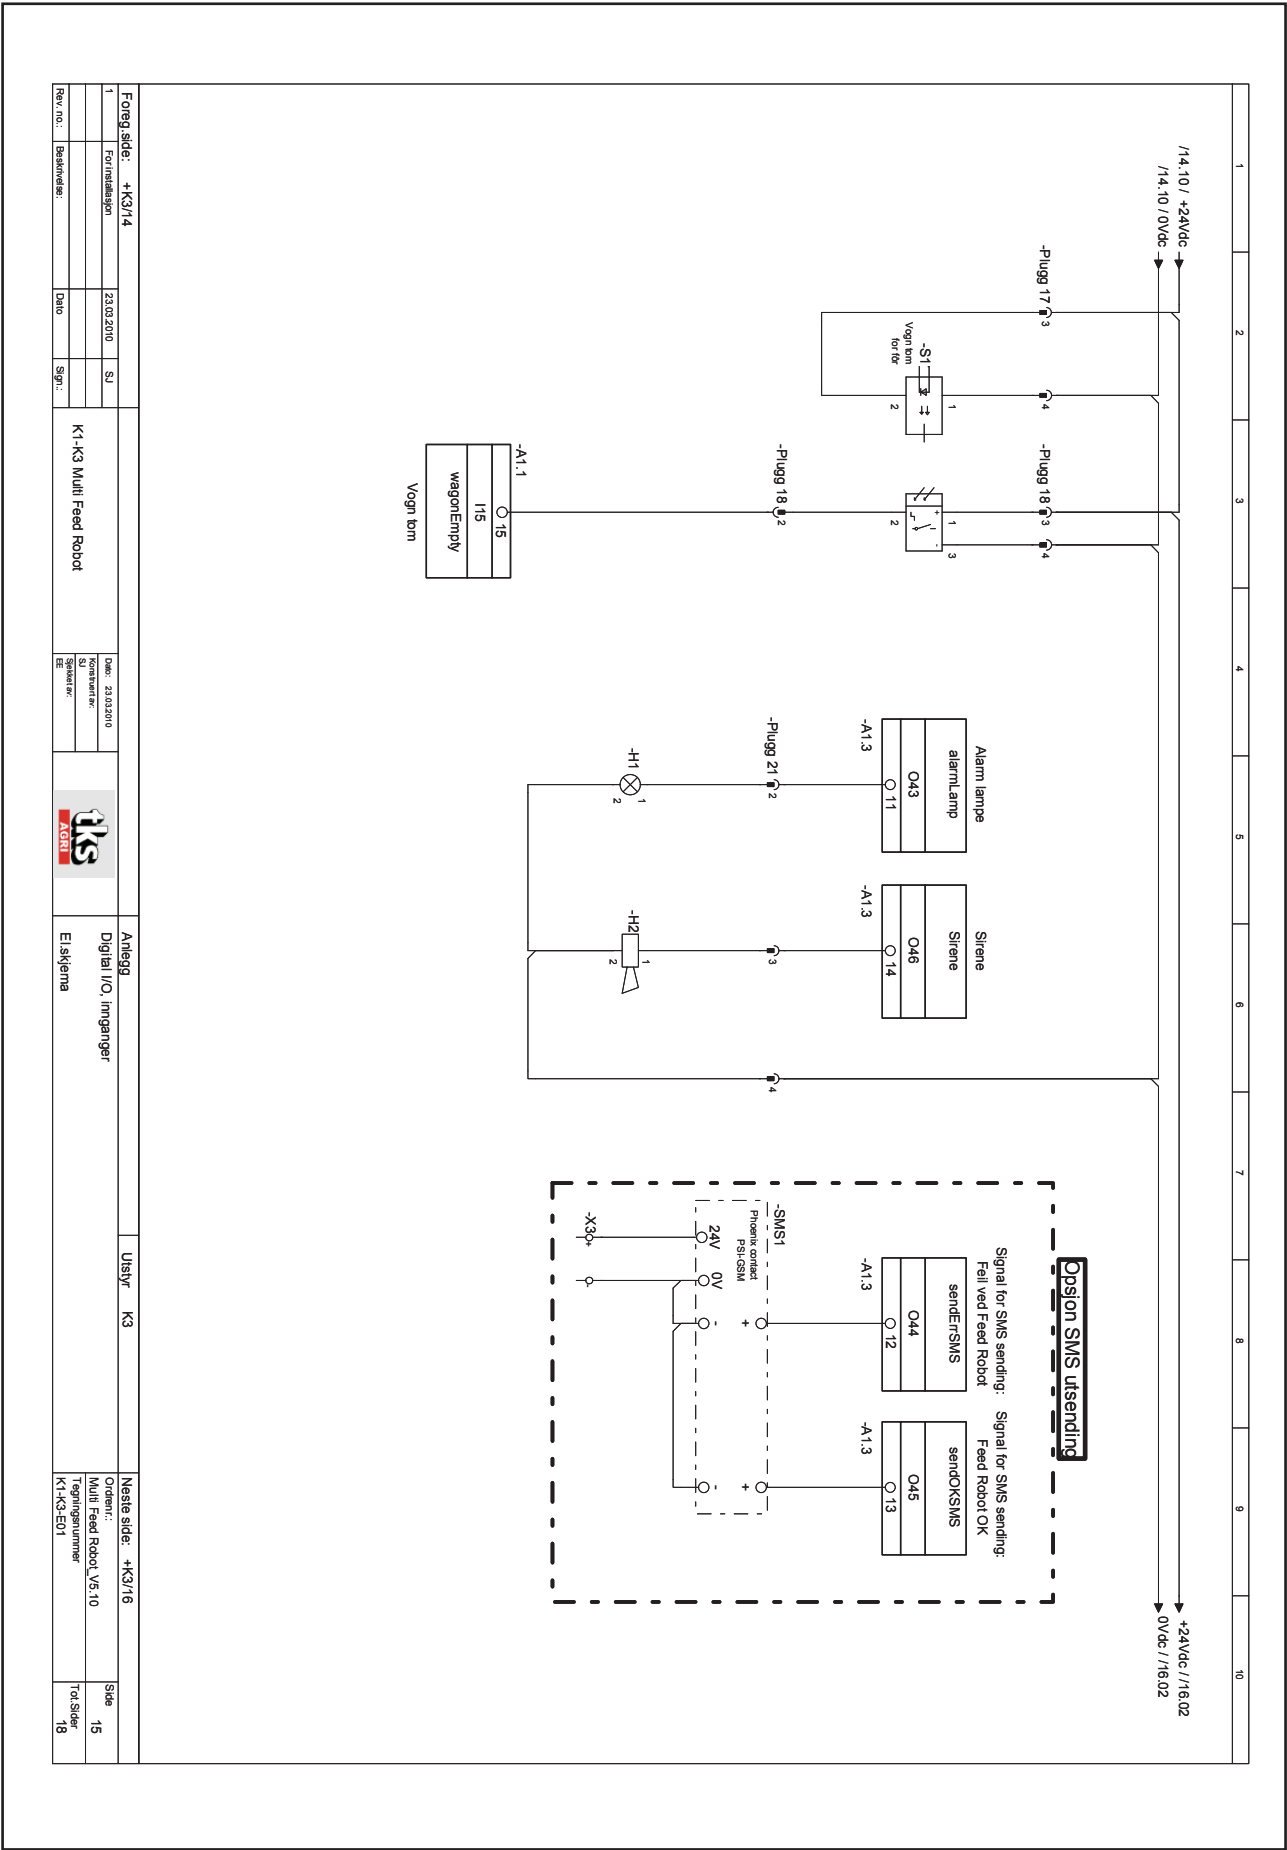 1
2
3
4
5
6
7
8
9
10
/14.10 / +24Vdc
+24Vdc / /16.02
/14.10 / 0Vdc
0Vdc / /16.02
-Plugg 17
3
4
-S1
Vogn tom
for fôr
1
2
-Plugg 18
3
4
+
-
1
3
2
-Plugg 18
2
-A1.1
15
I15
wagonEmpty
Vogn tom
Alarm lampe
alarmLamp
O43
11
-A1.3
-Plugg 21
2
-H1
1
2
Sirene
Sirene
O46
14
-A1.3
3
-H2
1
2
4
Opsjon SMS utsending
Signal for SMS sending:
Feil ved Feed Robot
sendErrSMS
O44
12
-A1.3
Signal for SMS sending:
Feed Robot OK
sendOKSMS
O45
13
-A1.3
-SMS1
Phoenix contact
PSI-GSM
24V
0V
+
-
+
-
-X3
+
-
Foreg.side: +K3/14
1
For installasjon
23.03.2010
SJ
Rev. no.:
Beskrivelse:
Dato
Sign.:
K1-K3 Multi Feed Robot
Dato: 23.03.2010
Konstruert av:
SJ
Sjekket av:
EE
tks
AGRI
Anlegg
Digital I/O, innganger
El.skjema
Utstyr K3
Neste side: +K3/16
Ordrenr.:
Multi Feed Robot_V5.10
Tegningsnummer
K1-K3-E01
Side
15
Tot.Sider
18